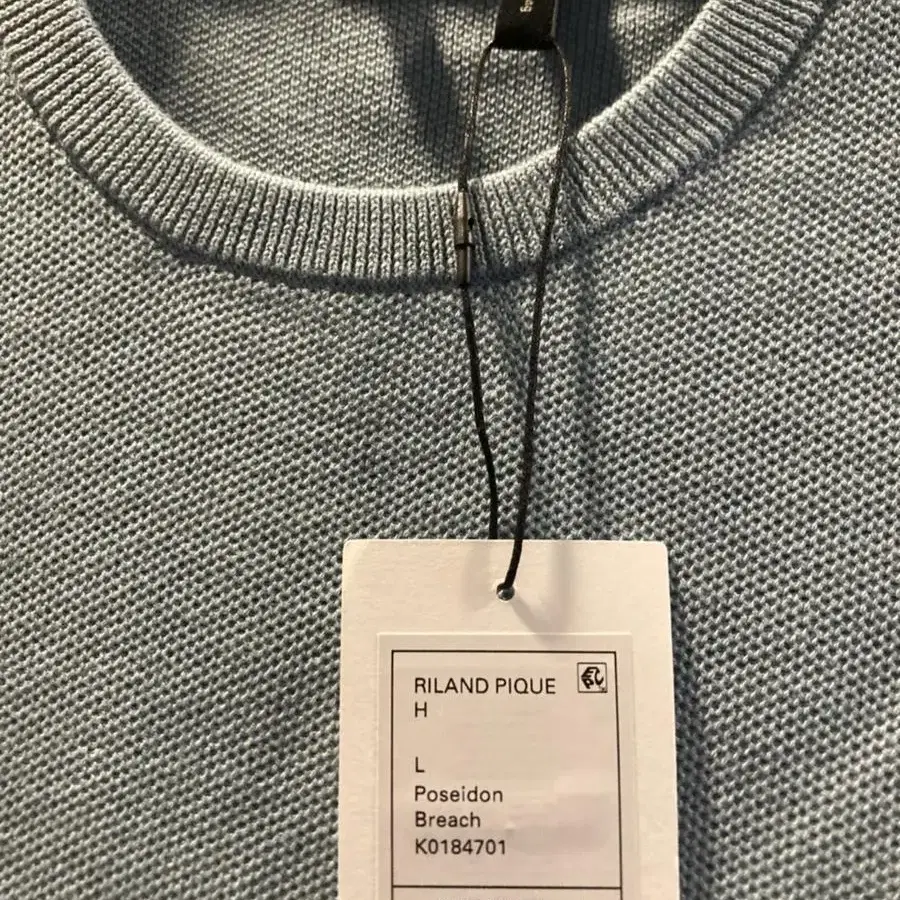 RILAND PIQUE
H
L
Poseidon
Breach
K0184701